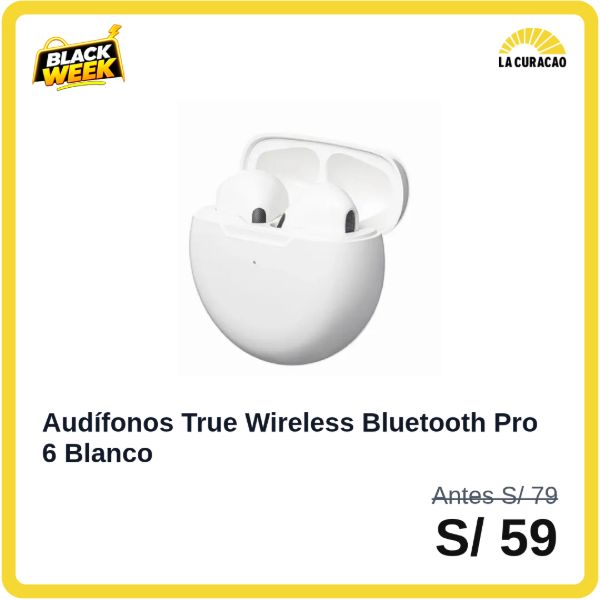 BLACK
WEEK
LA CURACAO
Audífonos True Wireless Bluetooth Pro
6 Blanco
Antes S/ 79
S/ 59